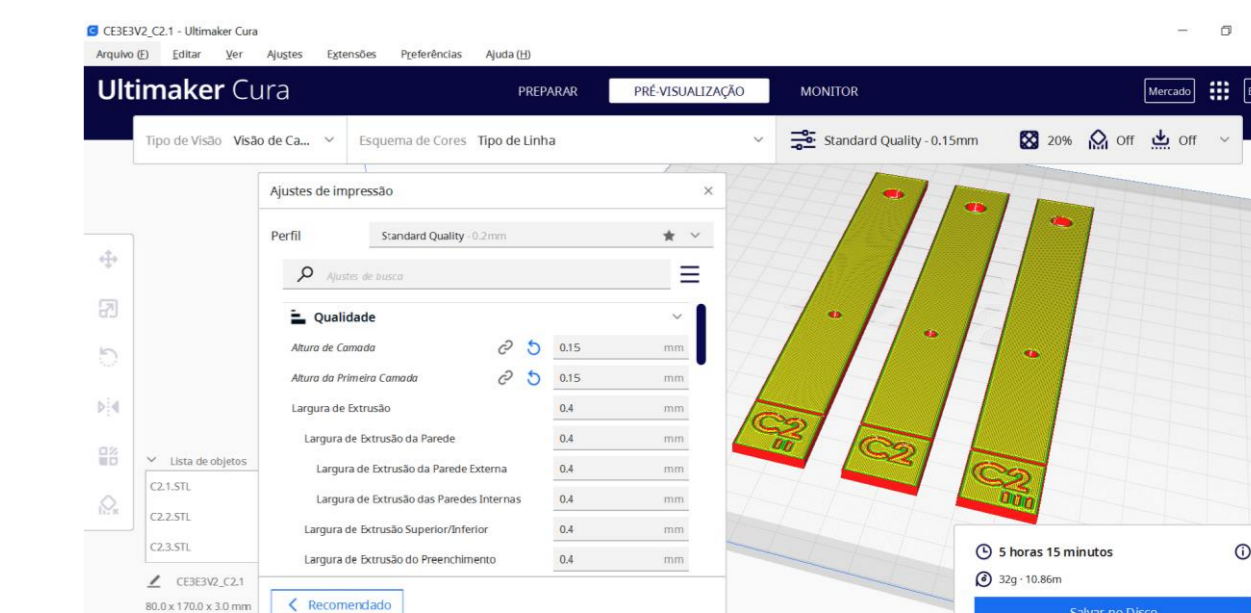 CE3E3V2_C2.1 - Ultimaker Cura
Arquivo (F) Editar Ver Ajustes Extensões Preferências Ajuda (H)
Ultimaker Cura PREPARAR PRÉ-VISUALIZAÇÃO MONITOR Mercado
Tipo de Visão Visão de Ca... Esquema de Cores Tipo de Linha Standard Quality - 0.15mm 20% Off Off
Ajustes de impressão
Perfil Standard Quality - 0.2mm
Ajustes de busca
Qualidade
Altura de Camada 0.15 mm
Altura da Primeira Camada 0.15 mm
Largura de Extrusão 0.4 mm
Largura de Extrusão da Parede 0.4 mm
Largura de Extrusão da Parede Externa 0.4 mm
Largura de Extrusão das Paredes Internas 0.4 mm
Largura de Extrusão Superior/Inferior 0.4 mm
Largura de Extrusão do Preenchimento 0.4 mm
Recomendado
Lista de objetos
C2.1.STL
C2.2.STL
C2.3.STL
CE3E3V2_C2.1
80.0 x 170.0 x 3.0 mm
C2
C2
C2
5 horas 15 minutos
32g · 10.86m
Salvar no Disco